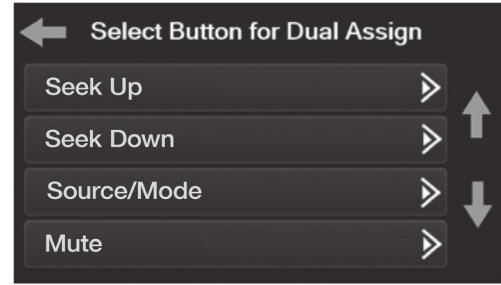 Select Button for Dual Assign
Seek Up
Seek Down
Source/Mode
Mute